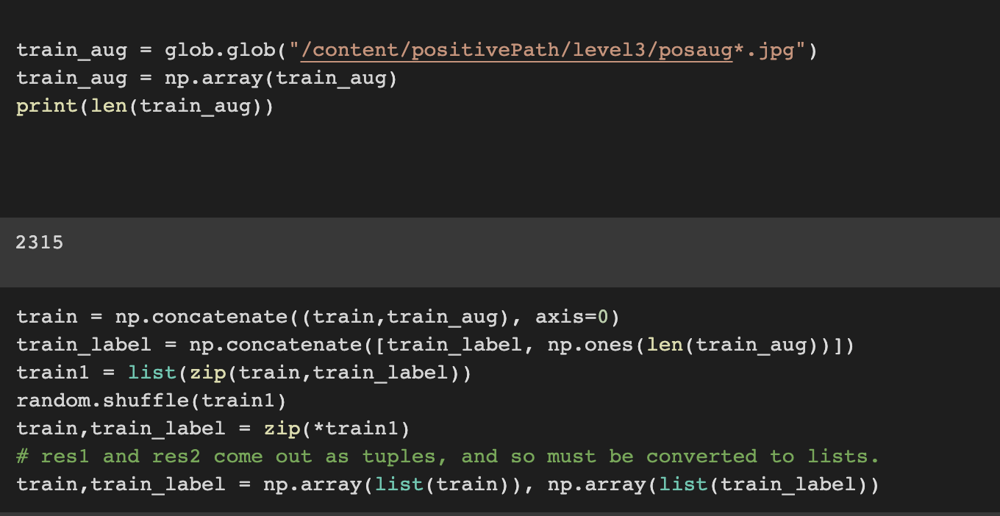 train_aug = glob.glob("/content/positivePath/level3/posaug*.jpg")
train_aug = np.array(train_aug)
print(len(train_aug))
2315
train = np.concatenate((train,train_aug), axis=0)
train_label = np.concatenate([train_label, np.ones(len(train_aug))])
train1 = list(zip(train,train_label))
random.shuffle(train1)
train,train_label = zip(*train1)
# res1 and res2 come out as tuples, and so must be converted to lists.
train,train_label = np.array(list(train)), np.array(list(train_label))